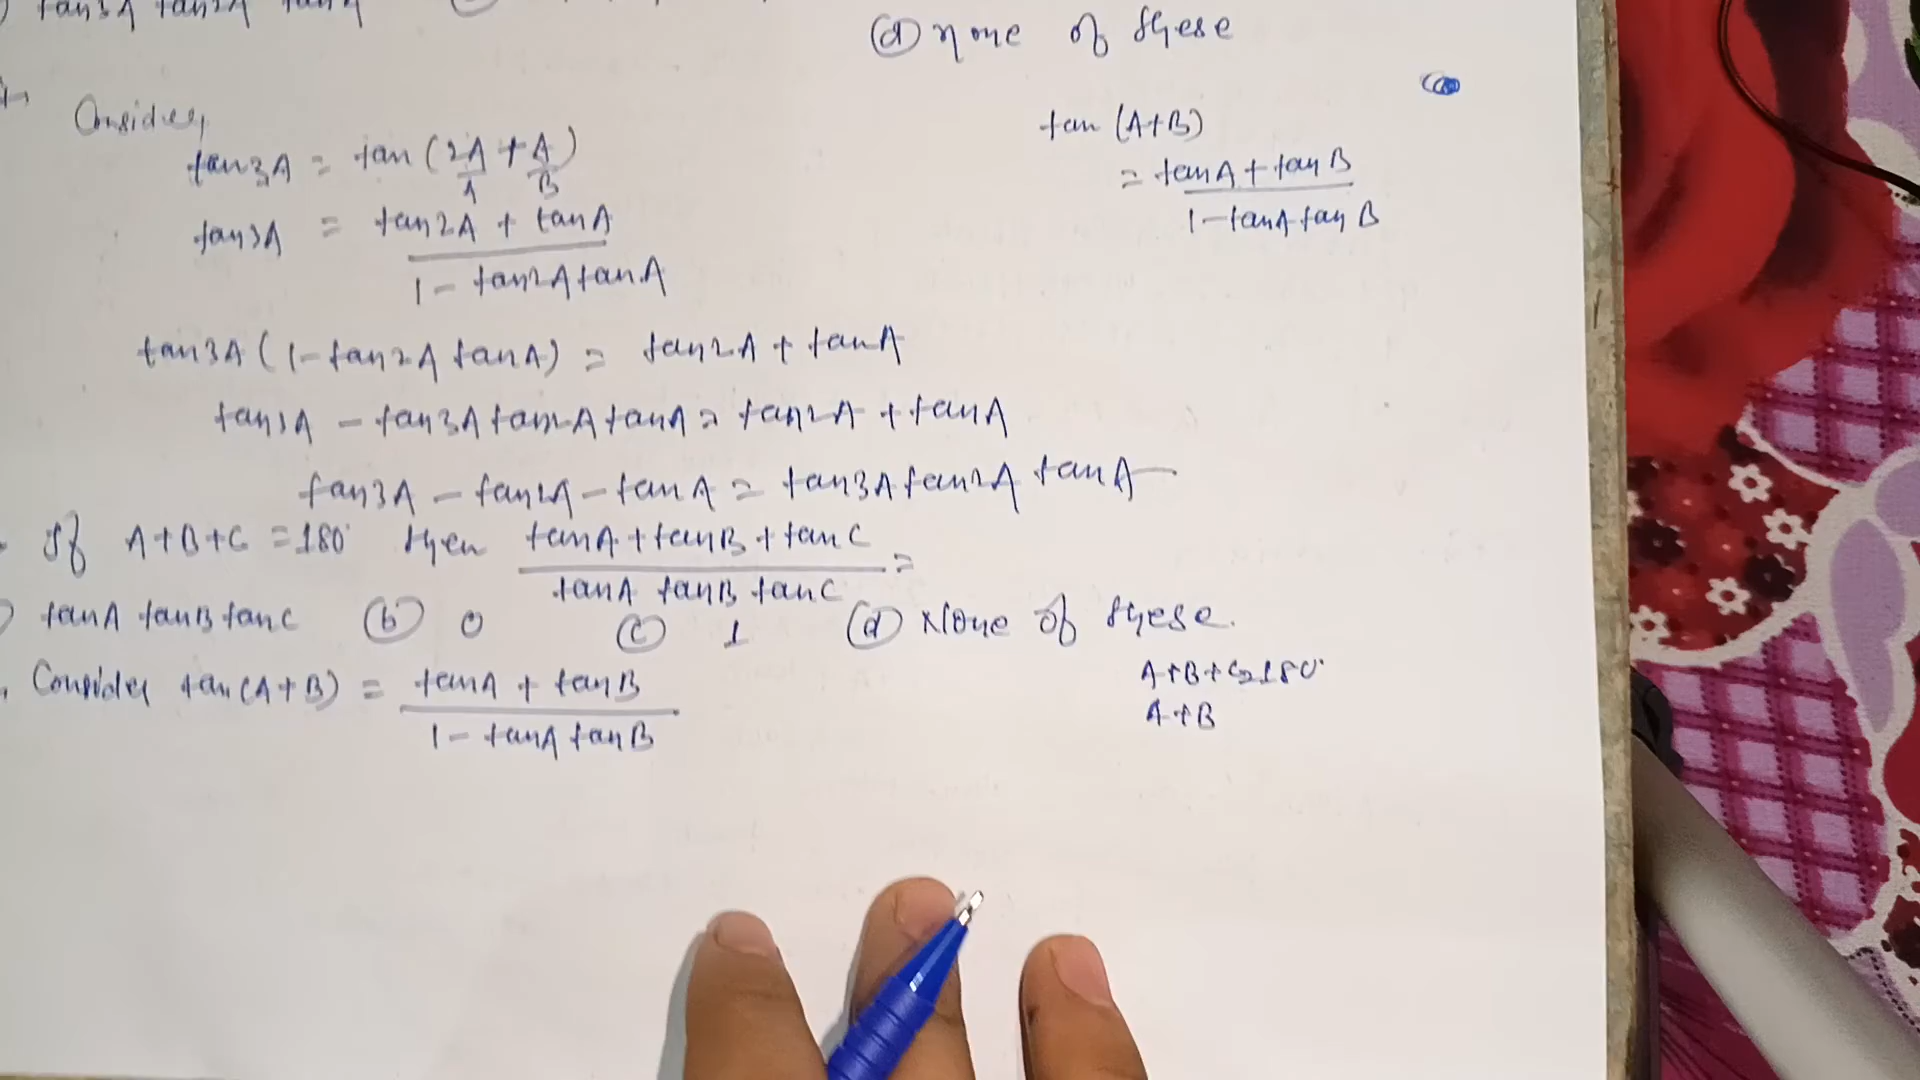 tan3A tan2A tanA
(d) none of these
Consider,
tan3A = tan (2A + A)
A B
tan3A = tan2A + tanA
1 - tan2A tanA
tan (A+B)
= tanA + tanB
1 - tanA tanB
tan3A (1 - tan2A tanA) = tan2A + tanA
tan3A - tan3A tan2A tanA = tan2A + tanA
tan3A - tan2A - tanA = tan3A tan2A tanA
If A+B+C = 180° then tanA + tanB + tanC =
tanA tanB tanC
tanA tanB tanC (b) 0 (c) 1 (d) None of these.
Consider tan(A+B) = tanA + tanB
1 - tanA tanB
A+B+C=180°
A+B